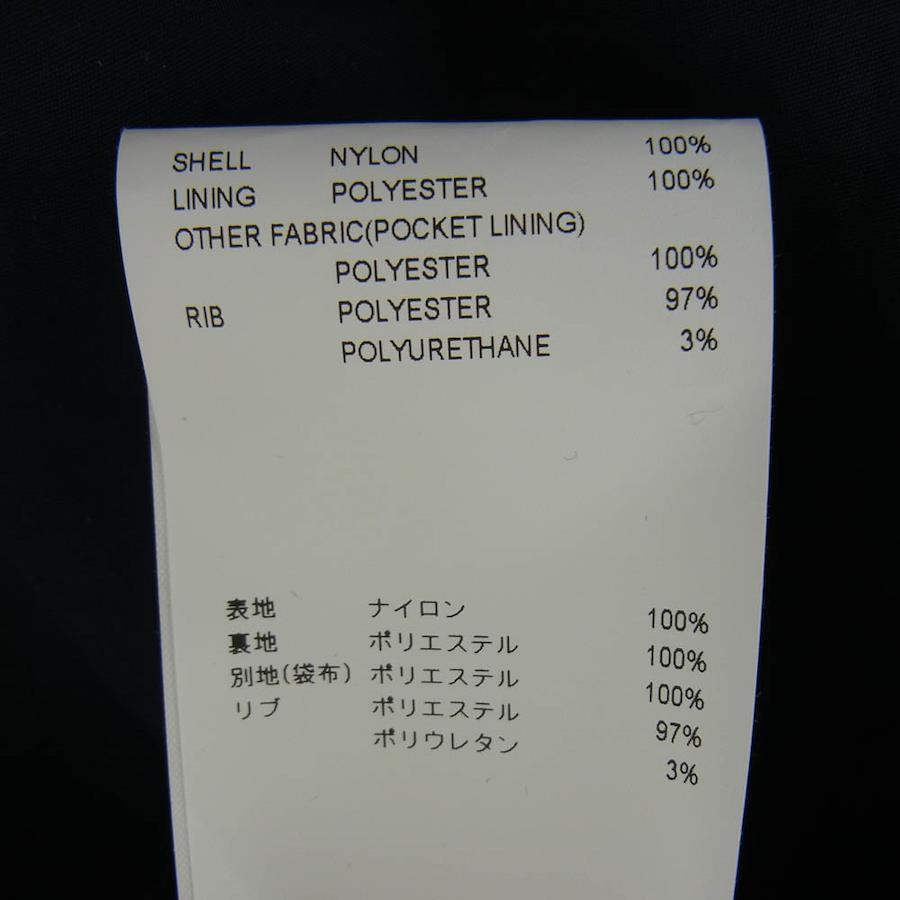 SHELL NYLON 100%
LINING POLYESTER 100%
OTHER FABRIC(POCKET LINING)
POLYESTER 100%
RIB POLYESTER 97%
POLYURETHANE 3%
表地 ナイロン 100%
裏地 ポリエステル 100%
別地(袋布) ポリエステル 100%
リブ ポリエステル 97%
ポリウレタン 3%